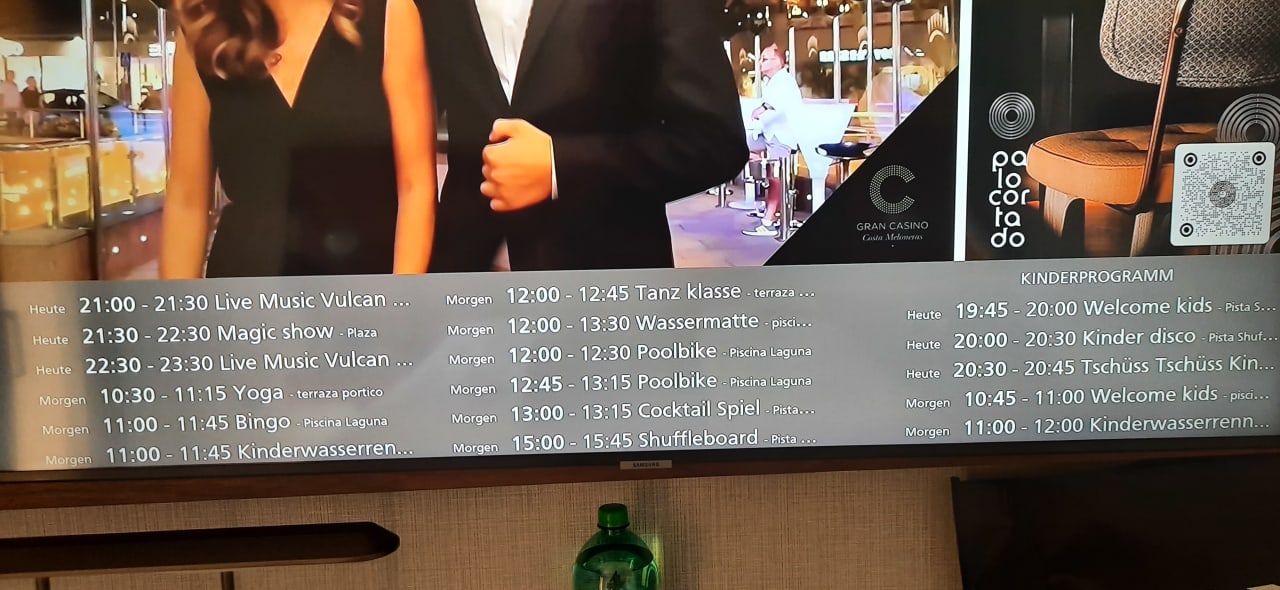 GRAN CASINO
Costa Meloneras
pa
lo
cor
ta
do
Heute 21:00 - 21:30 Live Music Vulcan ...
Heute 21:30 - 22:30 Magic show - Plaza
Heute 22:30 - 23:30 Live Music Vulcan ...
Morgen 10:30 - 11:15 Yoga - terraza portico
Morgen 11:00 - 11:45 Bingo - Piscina Laguna
Morgen 11:00 - 11:45 Kinderwasserren...
Morgen 12:00 - 12:45 Tanz klasse - terraza ...
Morgen 12:00 - 13:30 Wassermatte - pisci...
Morgen 12:00 - 12:30 Poolbike - Piscina Laguna
Morgen 12:45 - 13:15 Poolbike - Piscina Laguna
Morgen 13:00 - 13:15 Cocktail Spiel - Pista...
Morgen 15:00 - 15:45 Shuffleboard - Pista ...
KINDERPROGRAMM
Heute 19:45 - 20:00 Welcome kids - Pista S...
Heute 20:00 - 20:30 Kinder disco - Pista Shuf...
Heute 20:30 - 20:45 Tschüss Tschüss Kin...
Morgen 10:45 - 11:00 Welcome kids - pisci...
Morgen 11:00 - 12:00 Kinderwasserrenn...
SAMSUNG